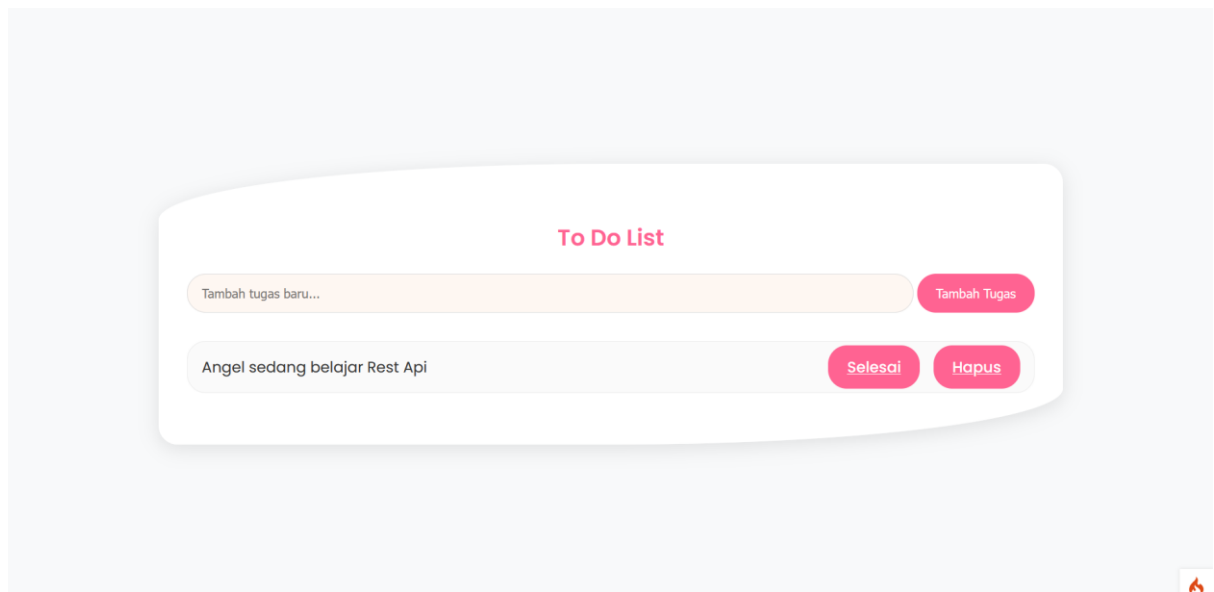 To Do List
Tambah tugas baru...
Tambah Tugas
Angel sedang belajar Rest Api
Selesai
Hapus